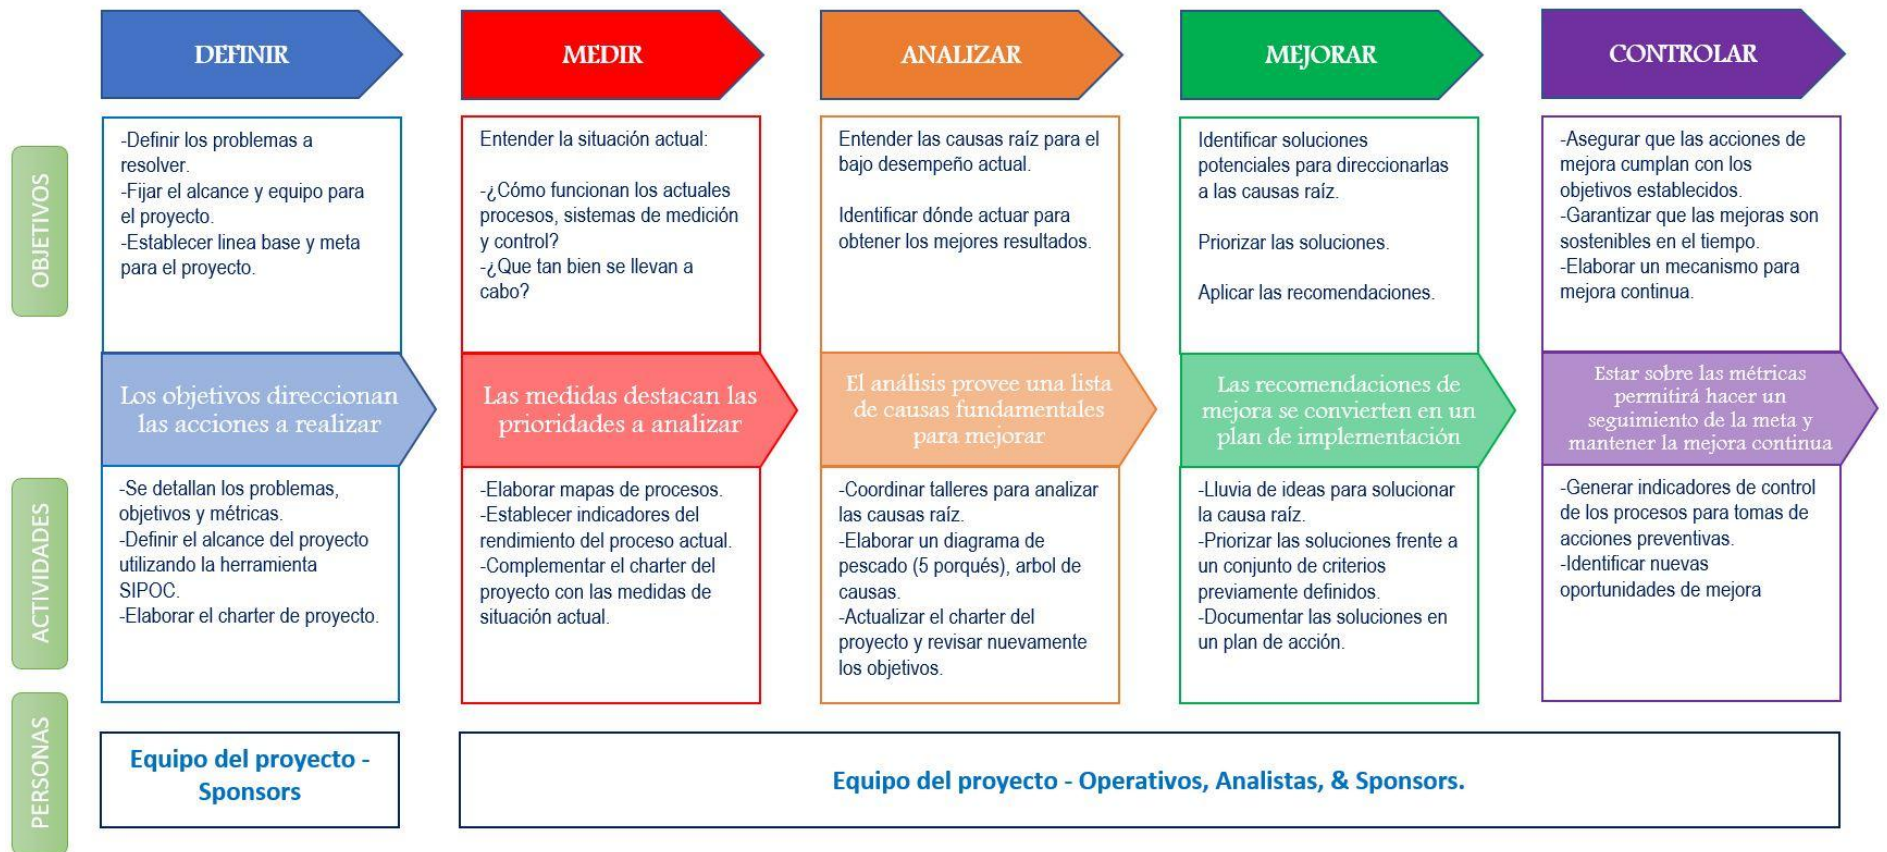 DEFINIR
MEDIR
ANALIZAR
MEJORAR
CONTROLAR
OBJETIVOS
-Definir los problemas a
resolver.
-Fijar el alcance y equipo para
el proyecto.
-Establecer linea base y meta
para el proyecto.
Entender la situación actual:
-¿Cómo funcionan los actuales
procesos, sistemas de medición
y control?
-¿Que tan bien se llevan a
cabo?
Entender las causas raíz para el
bajo desempeño actual.
Identificar dónde actuar para
obtener los mejores resultados.
Identificar soluciones
potenciales para direccionarlas
a las causas raíz.
Priorizar las soluciones.
Aplicar las recomendaciones.
-Asegurar que las acciones de
mejora cumplan con los
objetivos establecidos.
-Garantizar que las mejoras son
sostenibles en el tiempo.
-Elaborar un mecanismo para
mejora continua.
Los objetivos direccionan
las acciones a realizar
Las medidas destacan las
prioridades a analizar
El análisis provee una lista
de causas fundamentales
para mejorar
Las recomendaciones de
mejora se convierten en un
plan de implementación
Estar sobre las métricas
permitirá hacer un
seguimiento de la meta y
mantener la mejora continua
ACTIVIDADES
-Se detallan los problemas,
objetivos y métricas.
-Definir el alcance del proyecto
utilizando la herramienta
SIPOC.
-Elaborar el charter de proyecto.
-Elaborar mapas de procesos.
-Establecer indicadores del
rendimiento del proceso actual.
-Complementar el charter del
proyecto con las medidas de
situación actual.
-Coordinar talleres para analizar
las causas raíz.
-Elaborar un diagrama de
pescado (5 porqués), arbol de
causas.
-Actualizar el charter del
proyecto y revisar nuevamente
los objetivos.
-Lluvia de ideas para solucionar
la causa raíz.
-Priorizar las soluciones frente a
un conjunto de criterios
previamente definidos.
-Documentar las soluciones en
un plan de acción.
-Generar indicadores de control
de los procesos para tomas de
acciones preventivas.
-Identificar nuevas
oportunidades de mejora
PERSONAS
Equipo del proyecto -
Sponsors
Equipo del proyecto - Operativos, Analistas, & Sponsors.